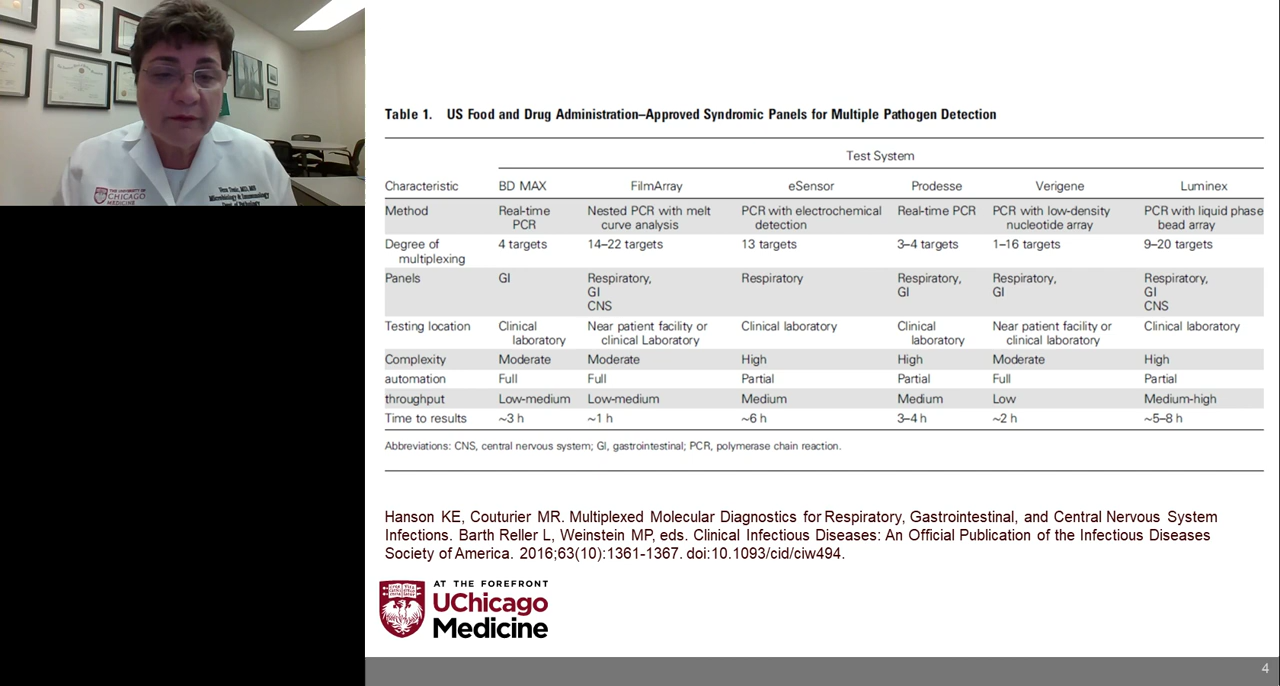 THE UNIVERSITY OF
CHICAGO
MEDICINE
Microbiology & Immunology
Dept. of Pathology
Table 1. US Food and Drug Administration–Approved Syndromic Panels for Multiple Pathogen Detection
Test System
Characteristic BD MAX FilmArray eSensor Prodesse Verigene Luminex
Method Real-time PCR Nested PCR with melt curve analysis PCR with electrochemical detection Real-time PCR PCR with low-density nucleotide array PCR with liquid phase bead array
Degree of multiplexing 4 targets 14–22 targets 13 targets 3–4 targets 1–16 targets 9–20 targets
Panels GI Respiratory, GI CNS Respiratory Respiratory, GI Respiratory, GI Respiratory, GI CNS
Testing location Clinical laboratory Near patient facility or clinical Laboratory Clinical laboratory Clinical laboratory Near patient facility or clinical laboratory Clinical laboratory
Complexity Moderate Moderate High High Moderate High
automation Full Full Partial Partial Full Partial
throughput Low-medium Low-medium Medium Medium Low Medium-high
Time to results ~3 h ~1 h ~6 h 3–4 h ~2 h ~5–8 h
Abbreviations: CNS, central nervous system; GI, gastrointestinal; PCR, polymerase chain reaction.
Hanson KE, Couturier MR. Multiplexed Molecular Diagnostics for Respiratory, Gastrointestinal, and Central Nervous System
Infections. Barth Reller L, Weinstein MP, eds. Clinical Infectious Diseases: An Official Publication of the Infectious Diseases
Society of America. 2016;63(10):1361-1367. doi:10.1093/cid/ciw494.
AT THE FOREFRONT
UChicago
Medicine
4